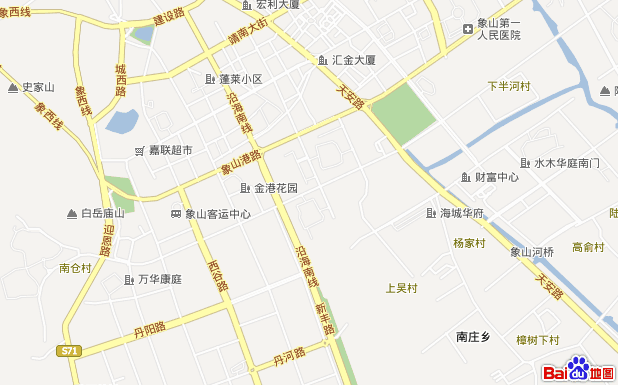 宏利大厦
象西线
建设路
靖南大街
象山第一
人民医院
汇金大厦
城西路
蓬莱小区
史家山
象西线
天安路
下半河村
沿海南线
象西线
嘉联超市
象山港路
水木华庭南门
财富中心
金港花园
白岳庙山
象山客运中心
海城华府
迎恩路
杨家村
高俞村
象山河桥
沿海南线
南仓村
万华康庭
西谷路
上吴村
天安路
新丰路
丹阳路
南庄乡
樟树下村
S71
丹河路
Bai du 地图